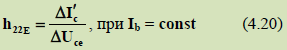 h₂₂E = ΔI'c / ΔUce , при Ib = const (4.20)